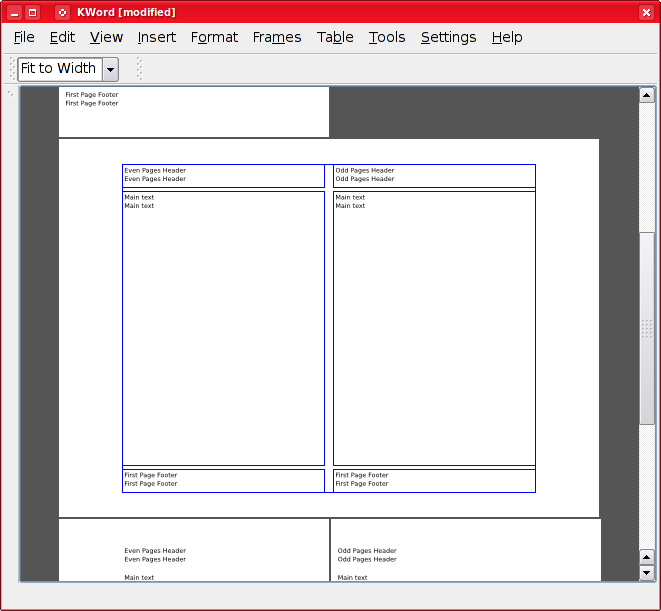 KWord [modified]
File Edit View Insert Format Frames Table Tools Settings Help
Fit to Width
First Page Footer
First Page Footer
Even Pages Header
Even Pages Header
Main text
Main text
First Page Footer
First Page Footer
Odd Pages Header
Odd Pages Header
Main text
Main text
First Page Footer
First Page Footer
Even Pages Header
Even Pages Header
Main text
Odd Pages Header
Odd Pages Header
Main text